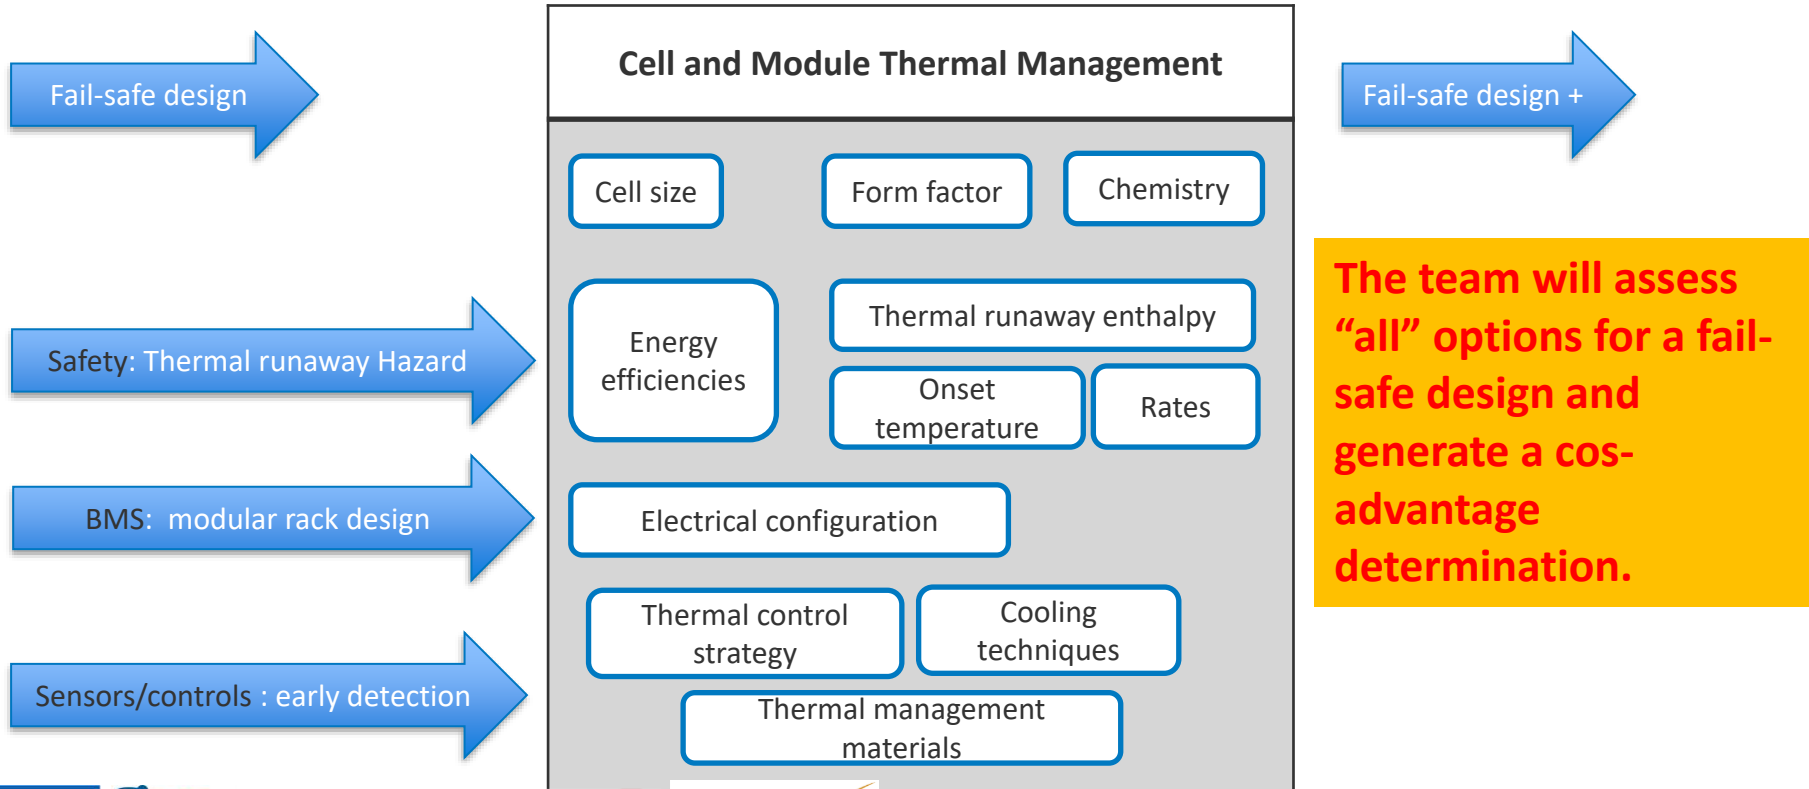 Cell and Module Thermal Management
Fail-safe design
Fail-safe design +
Cell size
Form factor
Chemistry
Energy
efficiencies
Thermal runaway enthalpy
Onset
temperature
Rates
Safety: Thermal runaway Hazard
BMS:  modular rack design
Electrical configuration
Thermal control
strategy
Cooling
techniques
Sensors/controls : early detection
Thermal management
materials
The team will assess
“all” options for a fail-
safe design and
generate a cos-
advantage
determination.